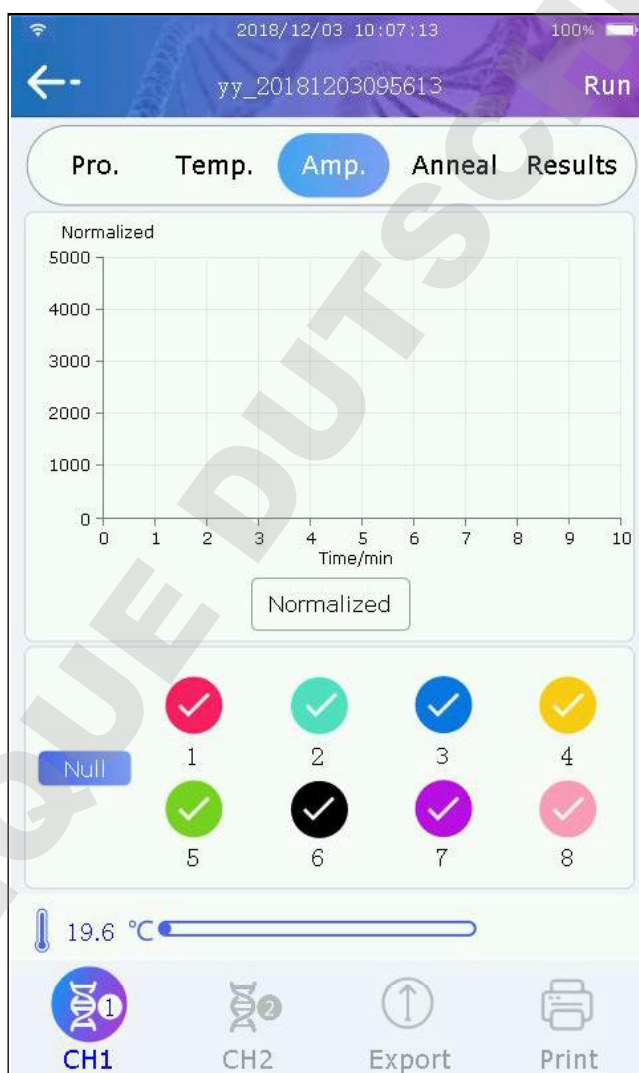 2018/12/03 10:07:13 100%
yy_20181203095613 Run
Pro. Temp. Amp. Anneal Results
Normalized
5000
4000
3000
2000
1000
0
0 1 2 3 4 5 6 7 8 9 10
Time/min
Normalized
1 2 3 4
Null
5 6 7 8
19.6 °C
1 2
CH1 CH2 Export Print
QUE DUTSCH